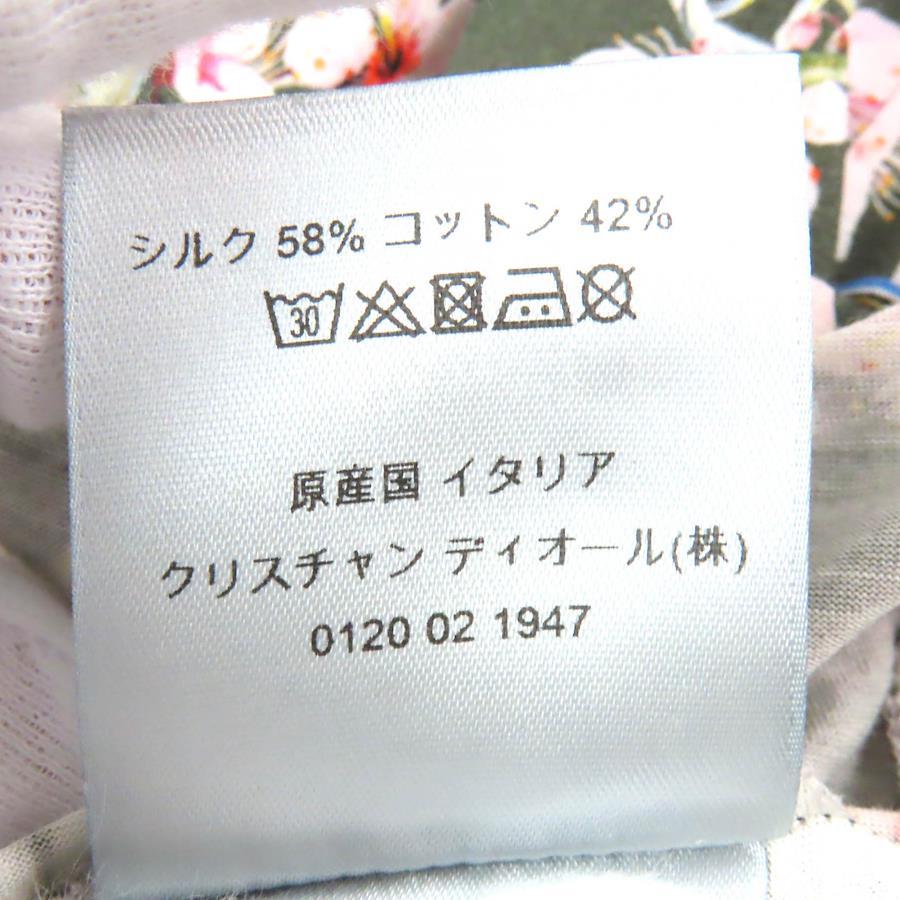 シルク 58% コットン 42%
30
原産国 イタリア
クリスチャン ディオール(株)
0120 02 1947